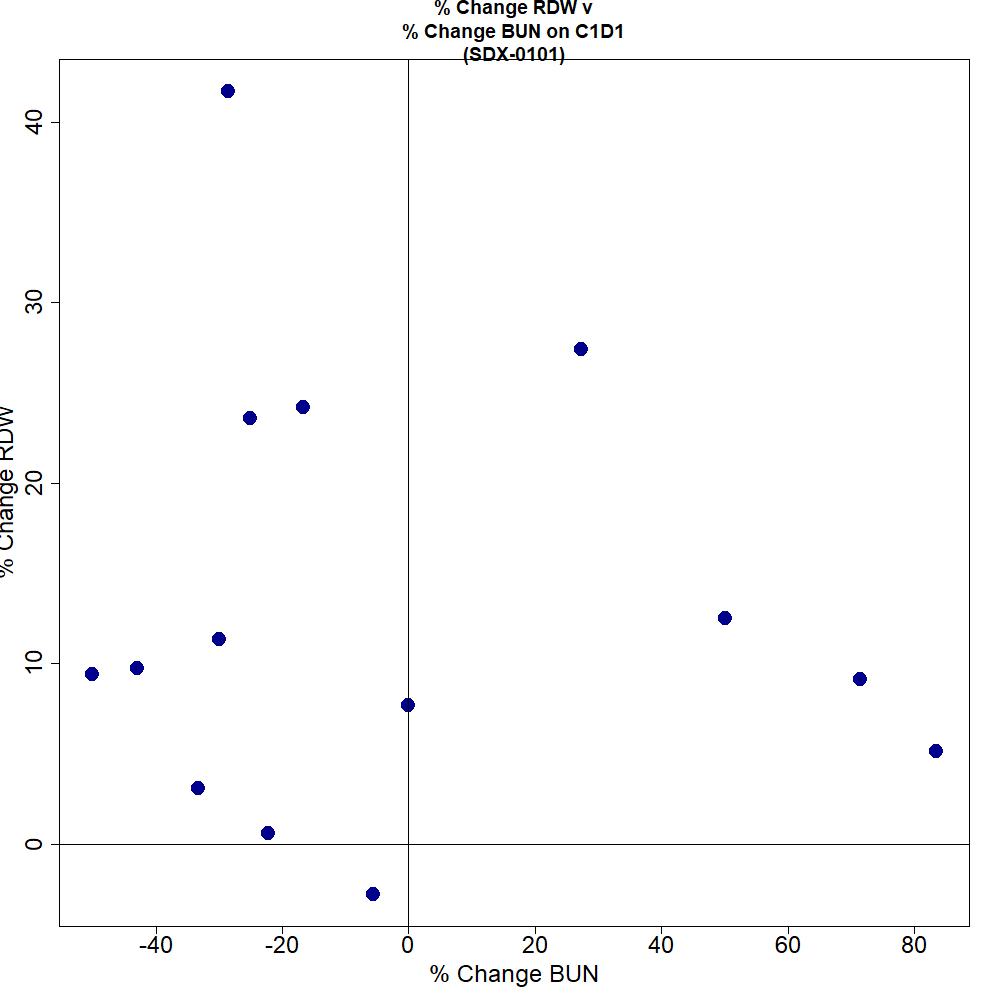 % Change RDW v
% Change BUN on C1D1
(SDX-0101)
40
30
20
10
0
% Change RDW
-40 -20 0 20 40 60 80
% Change BUN